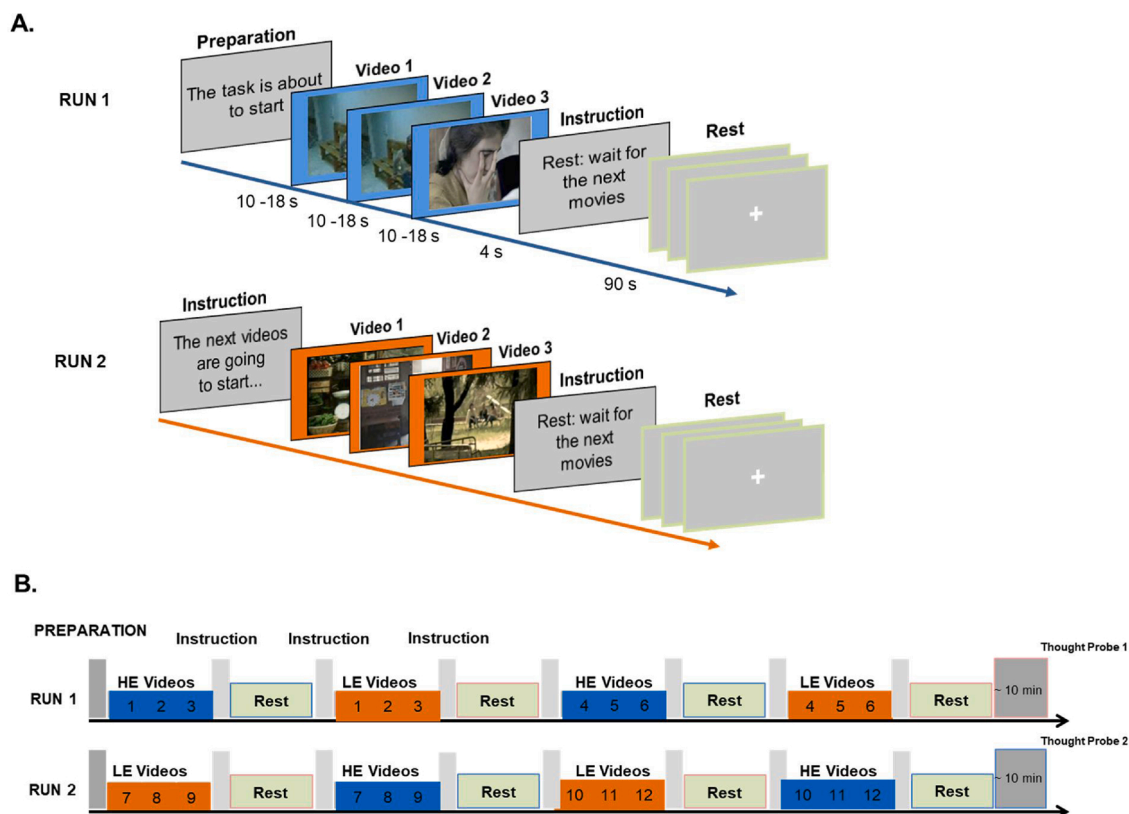 A.
Preparation
RUN 1
The task is about
to start
Video 1
Video 2
Video 3
Instruction
Rest: wait for
the next
movies
Rest
+
10 -18 s
10 -18 s
10 -18 s
4 s
90 s
Instruction
RUN 2
The next videos
are going
to start...
Video 1
Video 2
Video 3
Instruction
Rest: wait for
the next
movies
Rest
+
B.
PREPARATION
Instruction
Instruction
Instruction
Thought Probe 1
RUN 1
HE Videos
1 2 3
Rest
LE Videos
1 2 3
Rest
HE Videos
4 5 6
Rest
LE Videos
4 5 6
Rest
~ 10 min
Thought Probe 2
RUN 2
LE Videos
7 8 9
Rest
HE Videos
7 8 9
Rest
LE Videos
10 11 12
Rest
HE Videos
10 11 12
Rest
~ 10 min